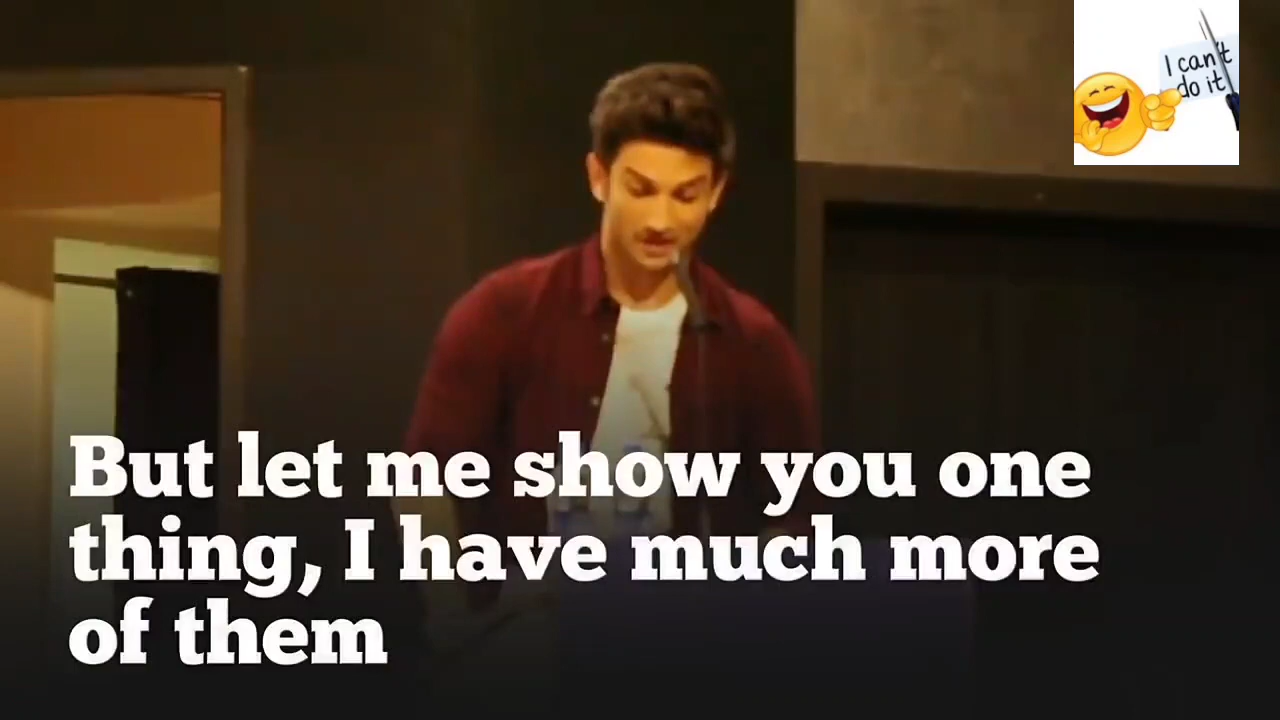 I can't
do it
But let me show you one
thing, I have much more
of them